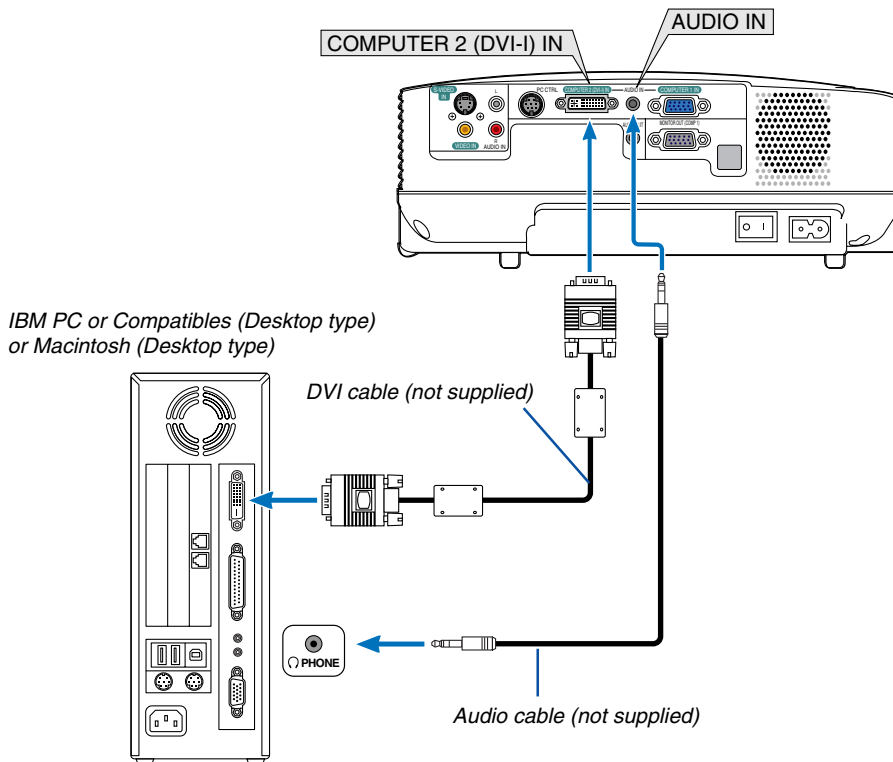 COMPUTER 2 (DVI-I) IN
AUDIO IN
S-VIDEO IN
L
PC CTRL
COMPUTER 2 (DVI-I) IN
AUDIO IN
COMPUTER 1 IN
VIDEO IN
R
AUDIO IN
MONITOR OUT (COMP 1)
IBM PC or Compatibles (Desktop type)
or Macintosh (Desktop type)
DVI cable (not supplied)
PHONE
Audio cable (not supplied)